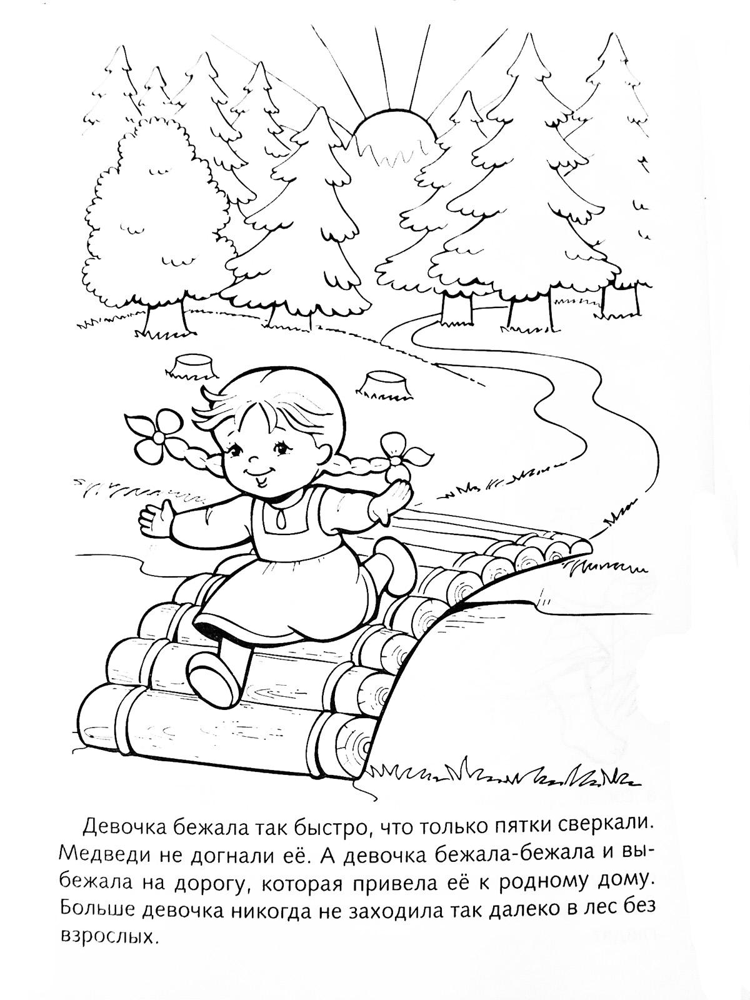 Девочка бежала так быстро, что только пятки сверкали.
Медведи не догнали её. А девочка бежала-бежала и вы-
бежала на дорогу, которая привела её к родному дому.
Больше девочка никогда не заходила так далеко в лес без
взрослых.